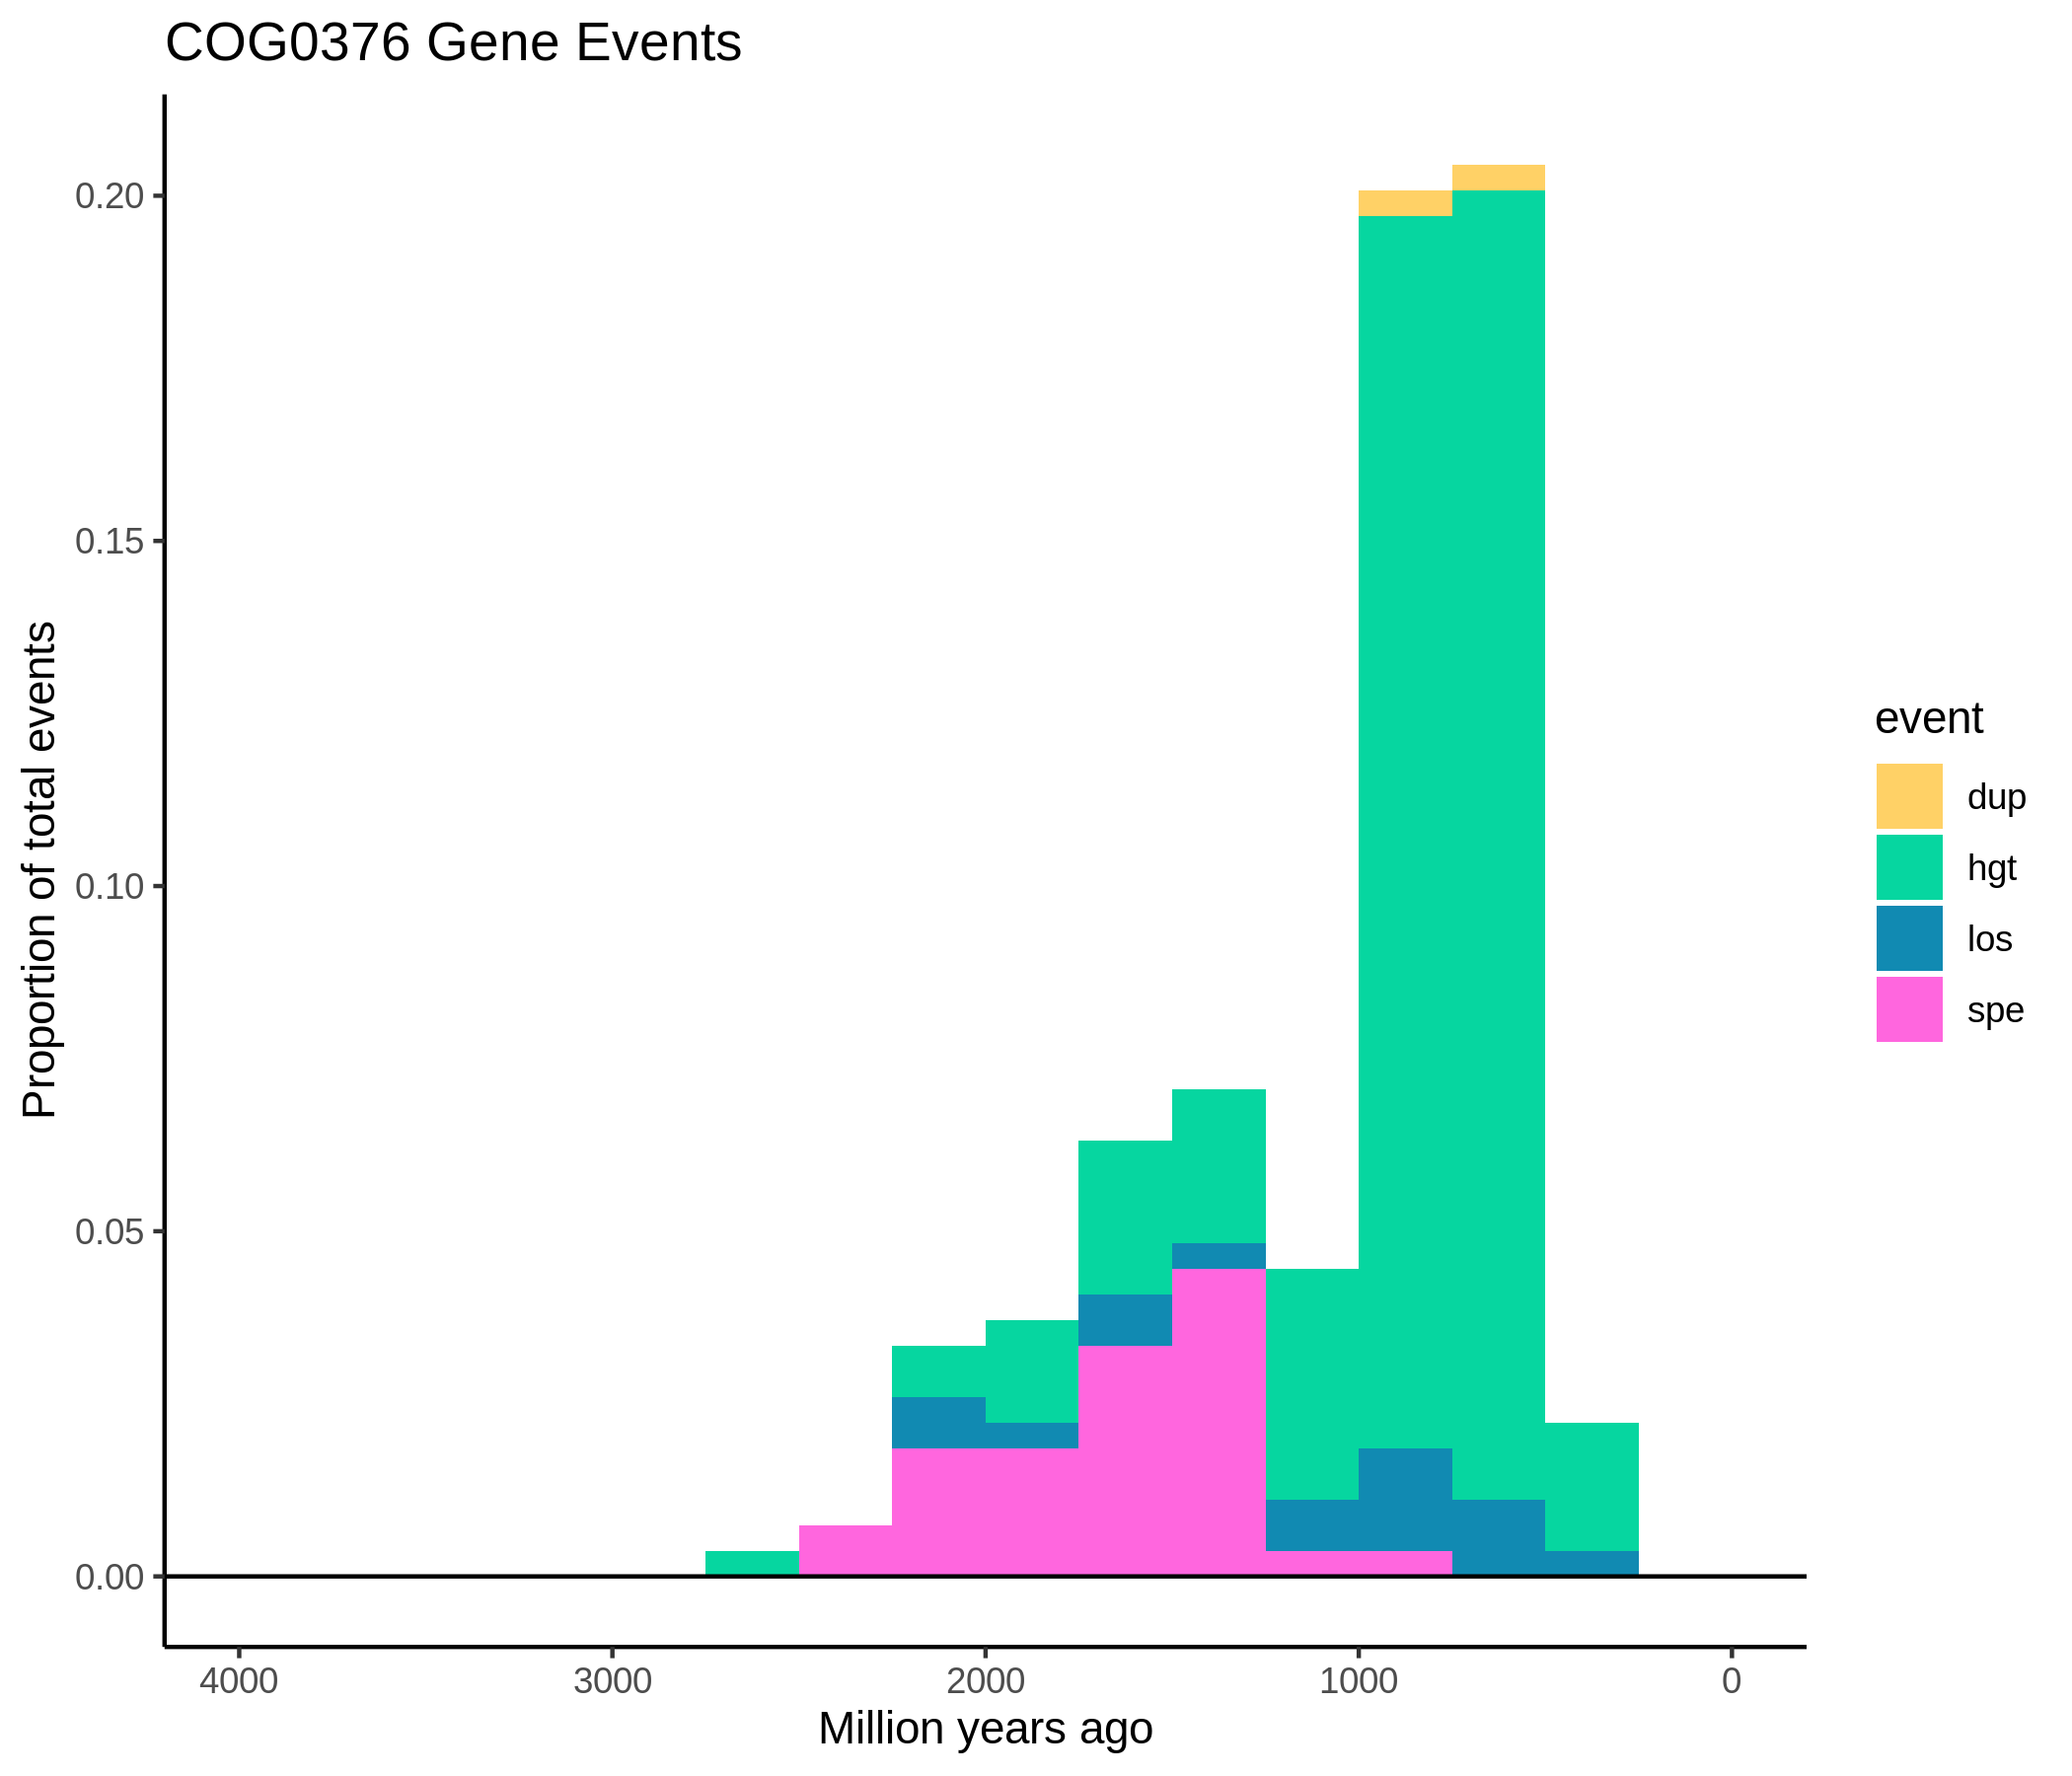 COG0376 Gene Events
Proportion of total events
0.20
0.15
0.10
0.05
0.00
4000 3000 2000 1000 0
Million years ago
event
dup
hgt
los
spe